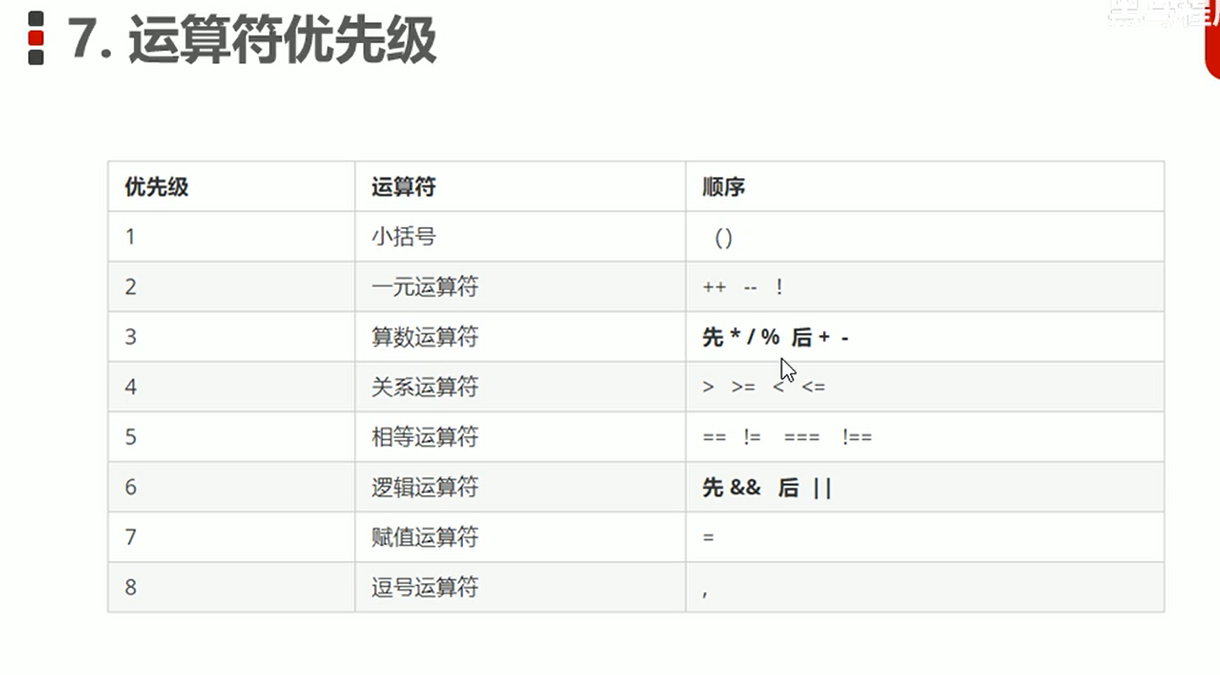 7. 运算符优先级
优先级 运算符 顺序
1 小括号 ()
2 一元运算符 ++ -- !
3 算数运算符 先 * / % 后 + -
4 关系运算符 > >= < <=
5 相等运算符 == != === !==
6 逻辑运算符 先 && 后 ||
7 赋值运算符 =
8 逗号运算符 ,